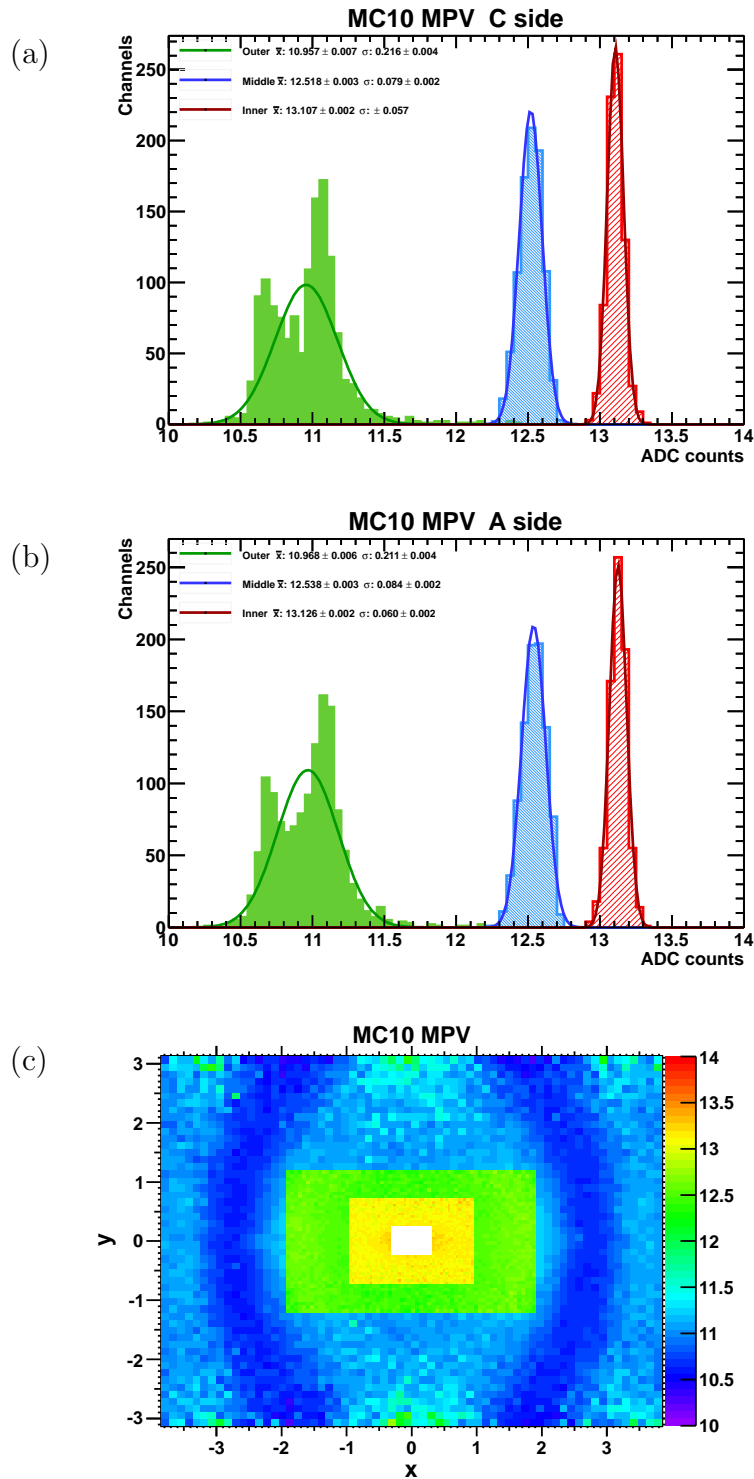 (a)
MC10 MPV C side
Channels
Outer x̄: 10.957 ± 0.007 σ: 0.216 ± 0.004
Middle x̄: 12.518 ± 0.003 σ: 0.079 ± 0.002
Inner x̄: 13.107 ± 0.002 σ: ± 0.057
250
200
150
100
50
0
10 10.5 11 11.5 12 12.5 13 13.5 14
ADC counts
(b)
MC10 MPV A side
Channels
Outer x̄: 10.968 ± 0.006 σ: 0.211 ± 0.004
Middle x̄: 12.538 ± 0.003 σ: 0.084 ± 0.002
Inner x̄: 13.126 ± 0.002 σ: 0.060 ± 0.002
250
200
150
100
50
0
10 10.5 11 11.5 12 12.5 13 13.5 14
ADC counts
(c)
MC10 MPV
y
3
2
1
0
-1
-2
-3
-3 -2 -1 0 1 2 3
x
14
13.5
13
12.5
12
11.5
11
10.5
10